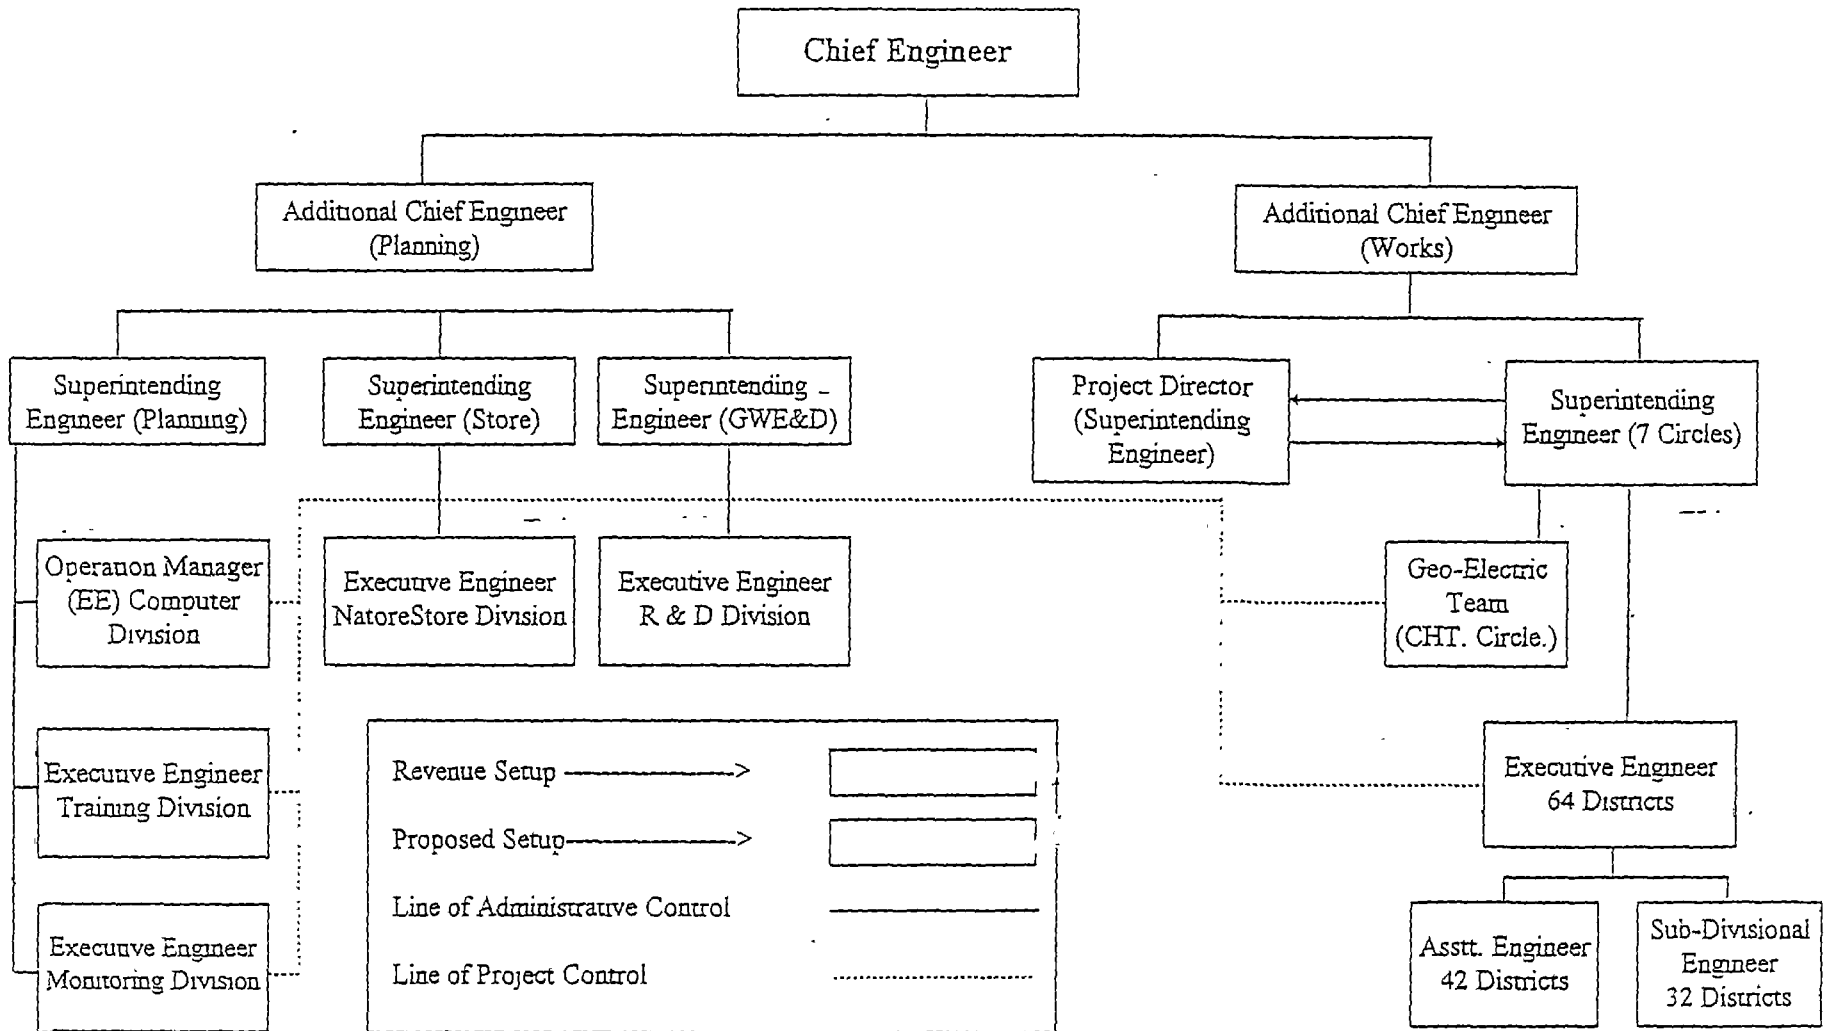 Chief Engineer
Additional Chief Engineer
(Planning)
Additional Chief Engineer
(Works)
Superintending
Engineer (Planning)
Superintending
Engineer (Store)
Superintending
Engineer (GWE&D)
Project Director
(Superintending
Engineer)
Superintending
Engineer (7 Circles)
Operation Manager
(EE) Computer
Division
Executive Engineer
NatoreStore Division
Executive Engineer
R & D Division
Geo-Electric
Team
(CHT. Circle.)
Executive Engineer
Training Division
Executive Engineer
64 Districts
Executive Engineer
Monitoring Division
Asstt. Engineer
42 Districts
Sub-Divisional
Engineer
32 Districts
Revenue Setup
Proposed Setup
Line of Administrative Control
Line of Project Control